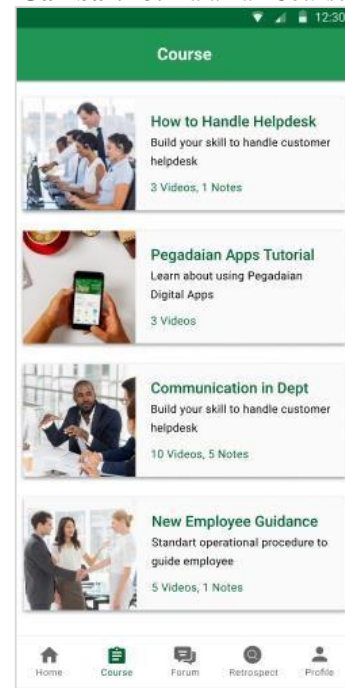 12:30
Course
How to Handle Helpdesk
Build your skill to handle customer
helpdesk
3 Videos, 1 Notes
Pegadaian Apps Tutorial
Learn about using Pegadaian
Digital Apps
3 Videos
Communication in Dept
Build your skill to handle customer
helpdesk
10 Videos, 5 Notes
New Employee Guidance
Standart operational procedure to
guide employee
5 Videos, 1 Notes
Home Course Forum Retrospect Profile